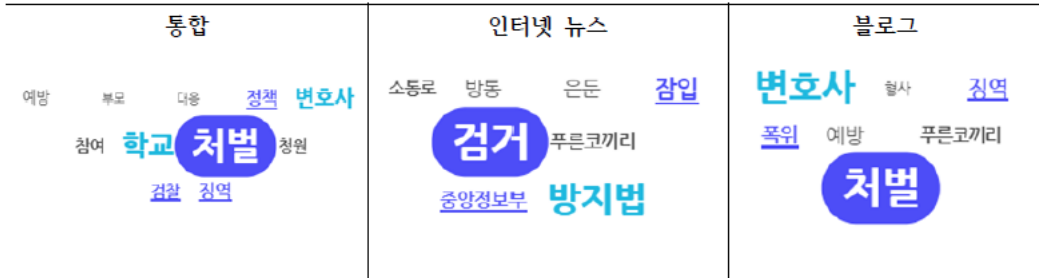 통합
예방 부모 대응 정책 변호사
참여 학교 처벌 청원
검찰 징역
인터넷 뉴스
소통로 방통 은둔 잠입
검거 푸른코끼리
중앙정보부 방지법
블로그
변호사 형사 징역
폭위 예방 푸른코끼리
처벌